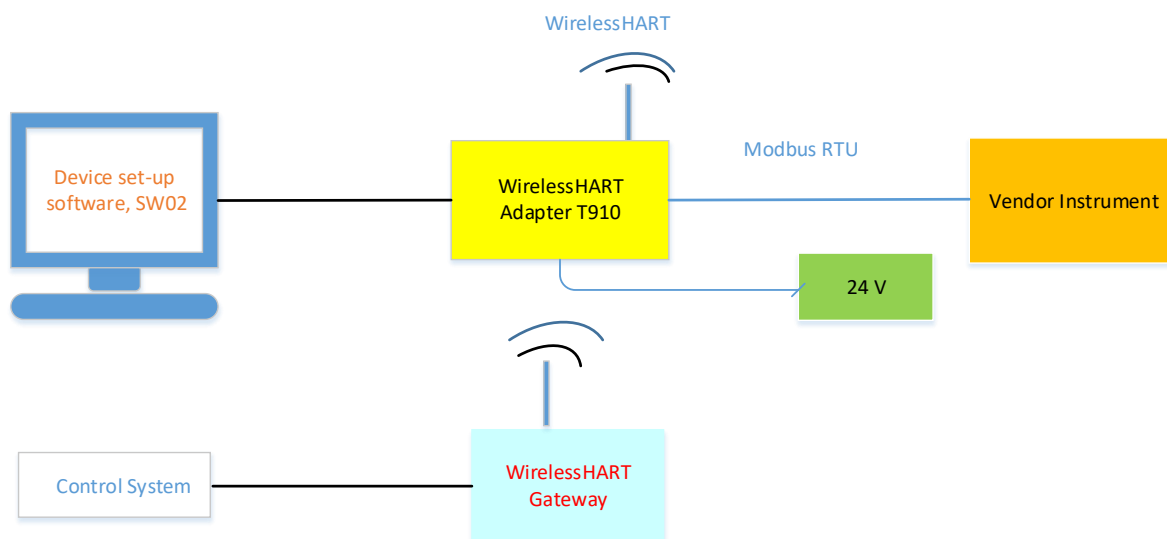 WirelessHART
Device set-up
software, SW02
WirelessHART
Adapter T910
Modbus RTU
Vendor Instrument
24 V
Control System
WirelessHART
Gateway